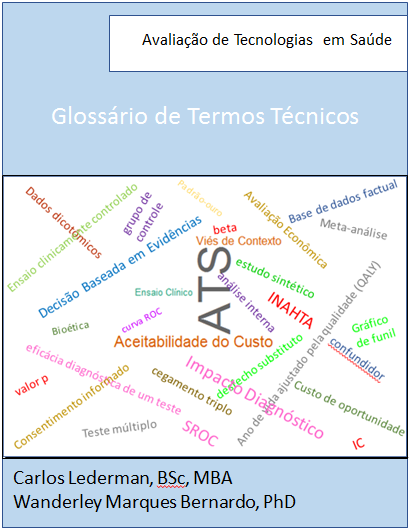 Avaliação de Tecnologias em Saúde
Glossário de Termos Técnicos
Dados dicotômicos
Ensaio clinicamente controlado
grupo de
controle
Padrão-ouro
Avaliação Econômica
Base de dados factual
Meta-análise
Decisão Baseada em Evidências
beta
Viés de Contexto
ATS
estudo sintético
análise interna
Ensaio Clínico
INAHTA
Bioética
curva ROC
Aceitabilidade do Custo
Ano de vida ajustado pela qualidade (QALY)
Gráfico
de funil
confundidor
eficácia diagnóstica de um teste
desfecho substituto
Impacto Diagnóstico
valor p
cegamento triplo
Consentimento informado
Custo de oportunidade
Teste múltiplo
SROC
IC
Carlos Lederman, BSc, MBA
Wanderley Marques Bernardo, PhD